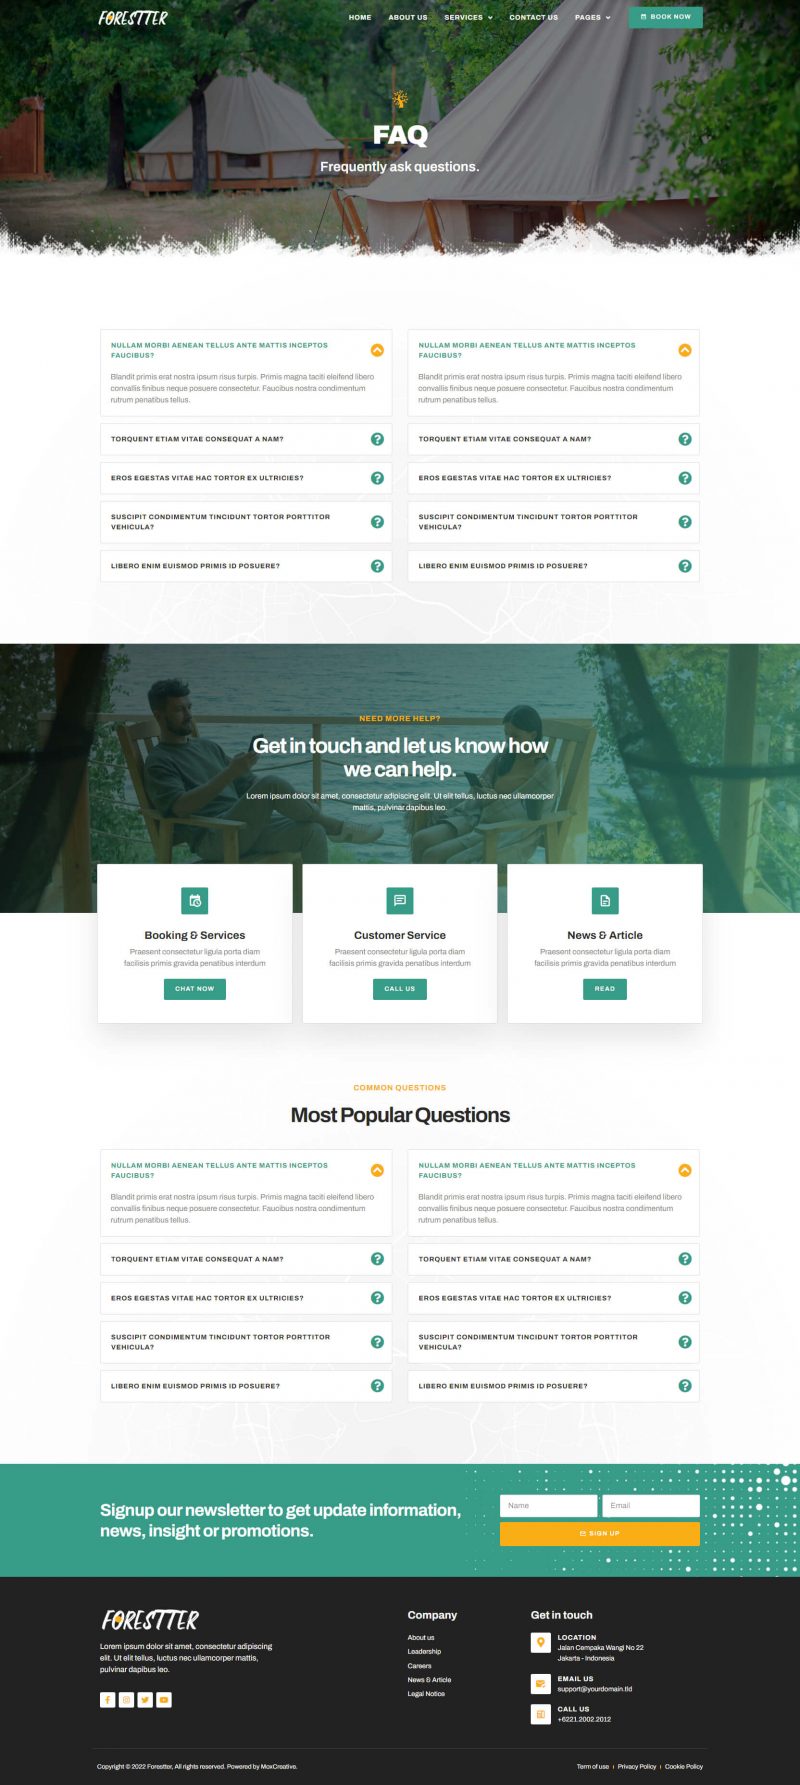 FORESTTER
HOME ABOUT US SERVICES CONTACT US PAGES BOOK NOW
FAQ
Frequently ask questions.
NULLAM MORBI AENEAN TELLUS ANTE MATTIS INCEPTOS
FAUCIBUS?
Blandit primis erat nostra ipsum risus turpis. Primis magna taciti eleifend libero
convallis finibus neque posuere consectetur. Faucibus nostra condimentum
rutrum penatibus tellus.
TORQUENT ETIAM VITAE CONSEQUAT A NAM?
EROS EGESTAS VITAE HAC TORTOR EX ULTRICIES?
SUSCIPIT CONDIMENTUM TINCIDUNT TORTOR PORTTITOR
VEHICULA?
LIBERO ENIM EUISMOD PRIMIS ID POSUERE?
NULLAM MORBI AENEAN TELLUS ANTE MATTIS INCEPTOS
FAUCIBUS?
Blandit primis erat nostra ipsum risus turpis. Primis magna taciti eleifend libero
convallis finibus neque posuere consectetur. Faucibus nostra condimentum
rutrum penatibus tellus.
TORQUENT ETIAM VITAE CONSEQUAT A NAM?
EROS EGESTAS VITAE HAC TORTOR EX ULTRICIES?
SUSCIPIT CONDIMENTUM TINCIDUNT TORTOR PORTTITOR
VEHICULA?
LIBERO ENIM EUISMOD PRIMIS ID POSUERE?
NEED MORE HELP?
Get in touch and let us know how
we can help.
Lorem ipsum dolor sit amet, consectetur adipiscing elit. Ut elit tellus, luctus nec ullamcorper
mattis, pulvinar dapibus leo.
Booking & Services
Praesent consectetur ligula porta diam
facilisis primis gravida penatibus interdum
CHAT NOW
Customer Service
Praesent consectetur ligula porta diam
facilisis primis gravida penatibus interdum
CALL US
News & Article
Praesent consectetur ligula porta diam
facilisis primis gravida penatibus interdum
READ
COMMON QUESTIONS
Most Popular Questions
NULLAM MORBI AENEAN TELLUS ANTE MATTIS INCEPTOS
FAUCIBUS?
Blandit primis erat nostra ipsum risus turpis. Primis magna taciti eleifend libero
convallis finibus neque posuere consectetur. Faucibus nostra condimentum
rutrum penatibus tellus.
TORQUENT ETIAM VITAE CONSEQUAT A NAM?
EROS EGESTAS VITAE HAC TORTOR EX ULTRICIES?
SUSCIPIT CONDIMENTUM TINCIDUNT TORTOR PORTTITOR
VEHICULA?
LIBERO ENIM EUISMOD PRIMIS ID POSUERE?
NULLAM MORBI AENEAN TELLUS ANTE MATTIS INCEPTOS
FAUCIBUS?
Blandit primis erat nostra ipsum risus turpis. Primis magna taciti eleifend libero
convallis finibus neque posuere consectetur. Faucibus nostra condimentum
rutrum penatibus tellus.
TORQUENT ETIAM VITAE CONSEQUAT A NAM?
EROS EGESTAS VITAE HAC TORTOR EX ULTRICIES?
SUSCIPIT CONDIMENTUM TINCIDUNT TORTOR PORTTITOR
VEHICULA?
LIBERO ENIM EUISMOD PRIMIS ID POSUERE?
Signup our newsletter to get update information,
news, insight or promotions.
Name Email
SIGN UP
FORESTTER
Lorem ipsum dolor sit amet, consectetur adipiscing
elit. Ut elit tellus, luctus nec ullamcorper mattis,
pulvinar dapibus leo.
Company
About us
Leadership
Careers
News & Article
Legal Notice
Get in touch
LOCATION
Jalan Cempaka Wangi No 22
Jakarta - Indonesia
EMAIL US
support@yourdomain.tld
CALL US
+6221.2002.2012
Copyright © 2022 Forestter, All rights reserved. Powered by MoxCreative.
Term of use Privacy Policy Cookie Policy